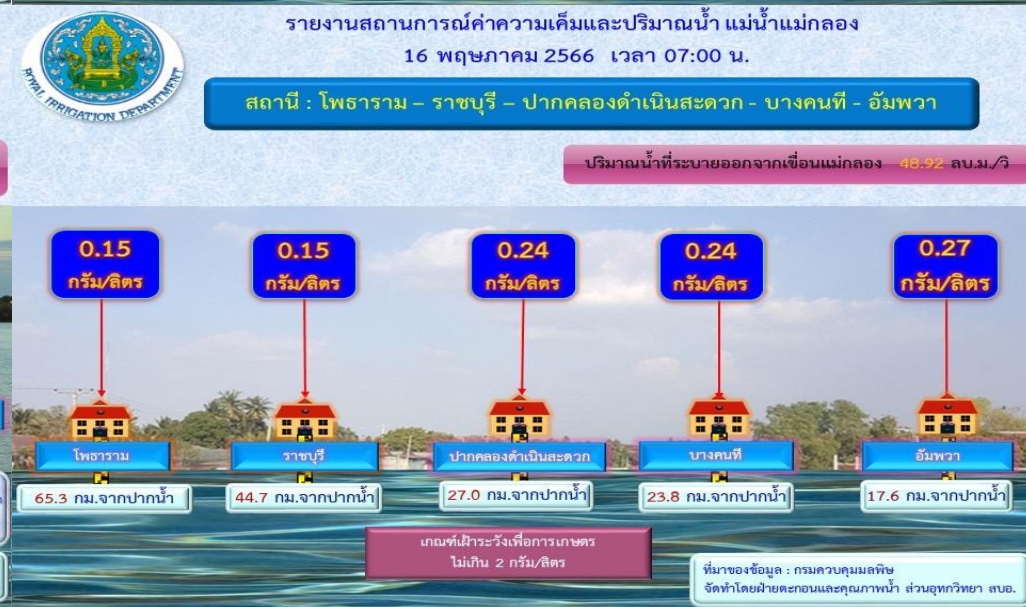 รายงานสถานการณ์ค่าความเค็มและปริมาณน้ำ แม่น้ำแม่กลอง
16 พฤษภาคม 2566 เวลา 07:00 น.
ROYAL IRRIGATION DEPARTMENT
สถานี : โพธาราม – ราชบุรี – ปากคลองดำเนินสะดวก - บางคนที - อัมพวา
ปริมาณน้ำที่ระบายออกจากเขื่อนแม่กลอง 48.92 ลบ.ม./วิ
0.15 0.15 0.24 0.24 0.27
กรัม/ลิตร กรัม/ลิตร กรัม/ลิตร กรัม/ลิตร กรัม/ลิตร
โพธาราม ราชบุรี ปากคลองดำเนินสะดวก บางคนที อัมพวา
65.3 กม.จากปากน้ำ 44.7 กม.จากปากน้ำ 27.0 กม.จากปากน้ำ 23.8 กม.จากปากน้ำ 17.6 กม.จากปากน้ำ
เกณฑ์เฝ้าระวังเพื่อการเกษตร
ไม่เกิน 2 กรัม/ลิตร
ที่มาของข้อมูล : กรมควบคุมมลพิษ
จัดทำโดยฝ่ายตะกอนและคุณภาพน้ำ ส่วนอุทกวิทยา สบอ.